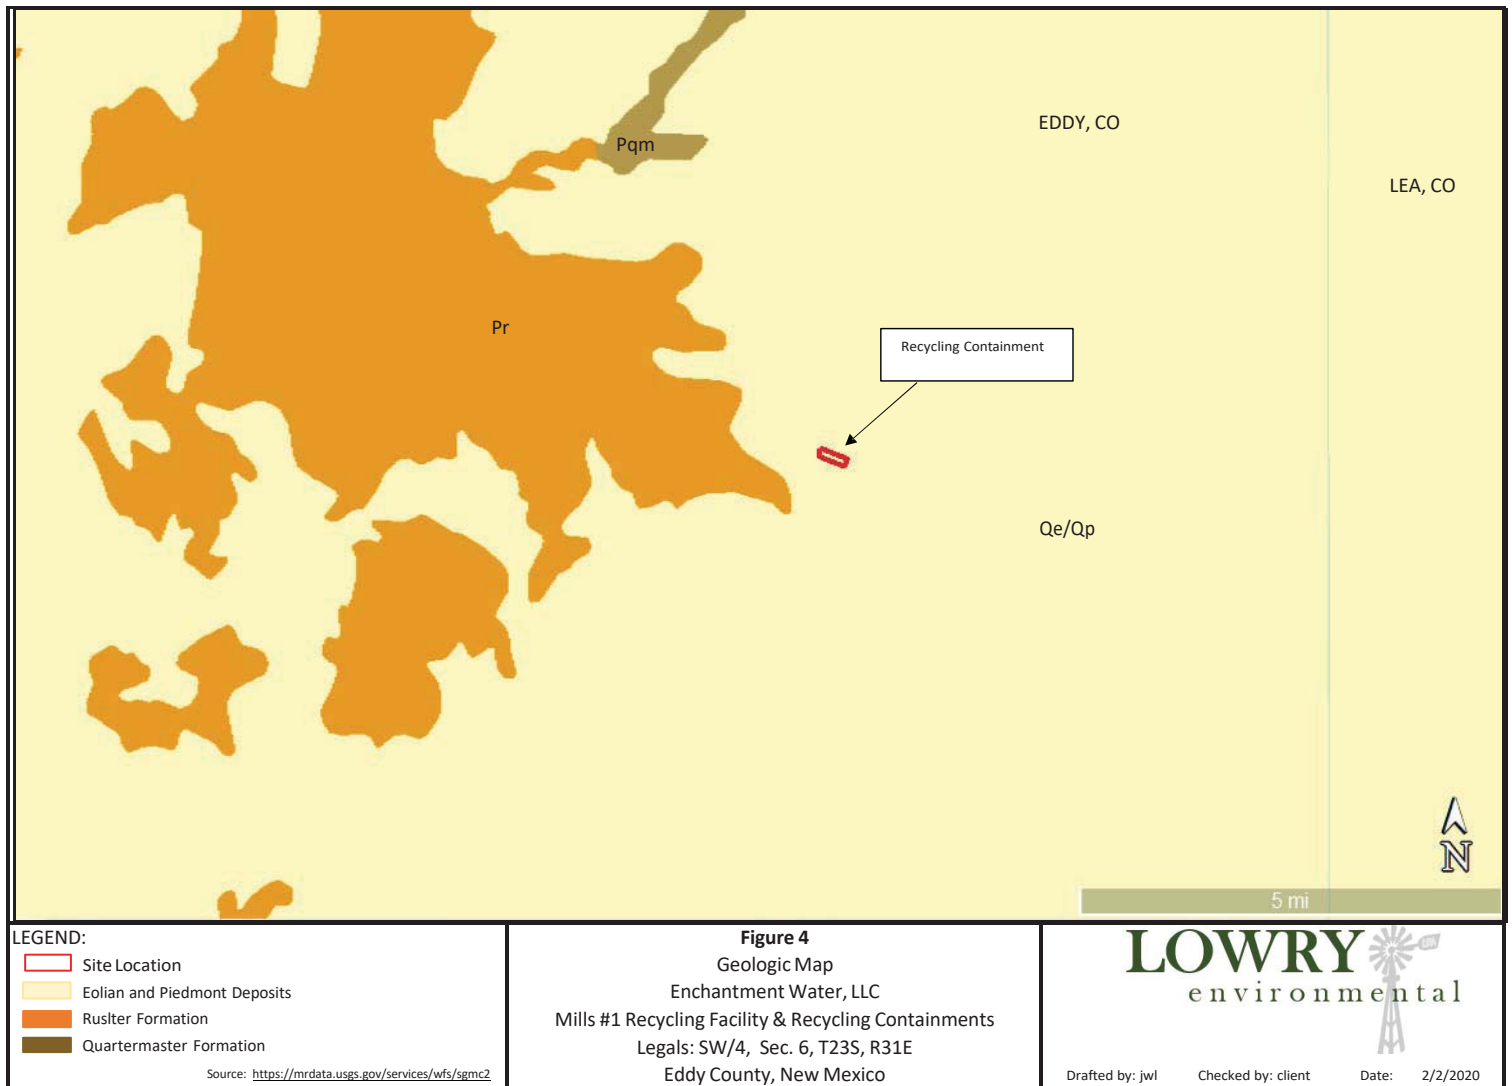 EDDY, CO
Pqm
LEA, CO
Pr
Recycling Containment
Qe/Qp
N
5 mi
LEGEND:
Site Location
Eolian and Piedmont Deposits
Ruslter Formation
Quartermaster Formation
Source: https://mrdata.usgs.gov/services/wfs/sgmc2
Figure 4
Geologic Map
Enchantment Water, LLC
Mills #1 Recycling Facility & Recycling Containments
Legals: SW/4, Sec. 6, T23S, R31E
Eddy County, New Mexico
LOWRY
environmental
Drafted by: jwl Checked by: client Date: 2/2/2020